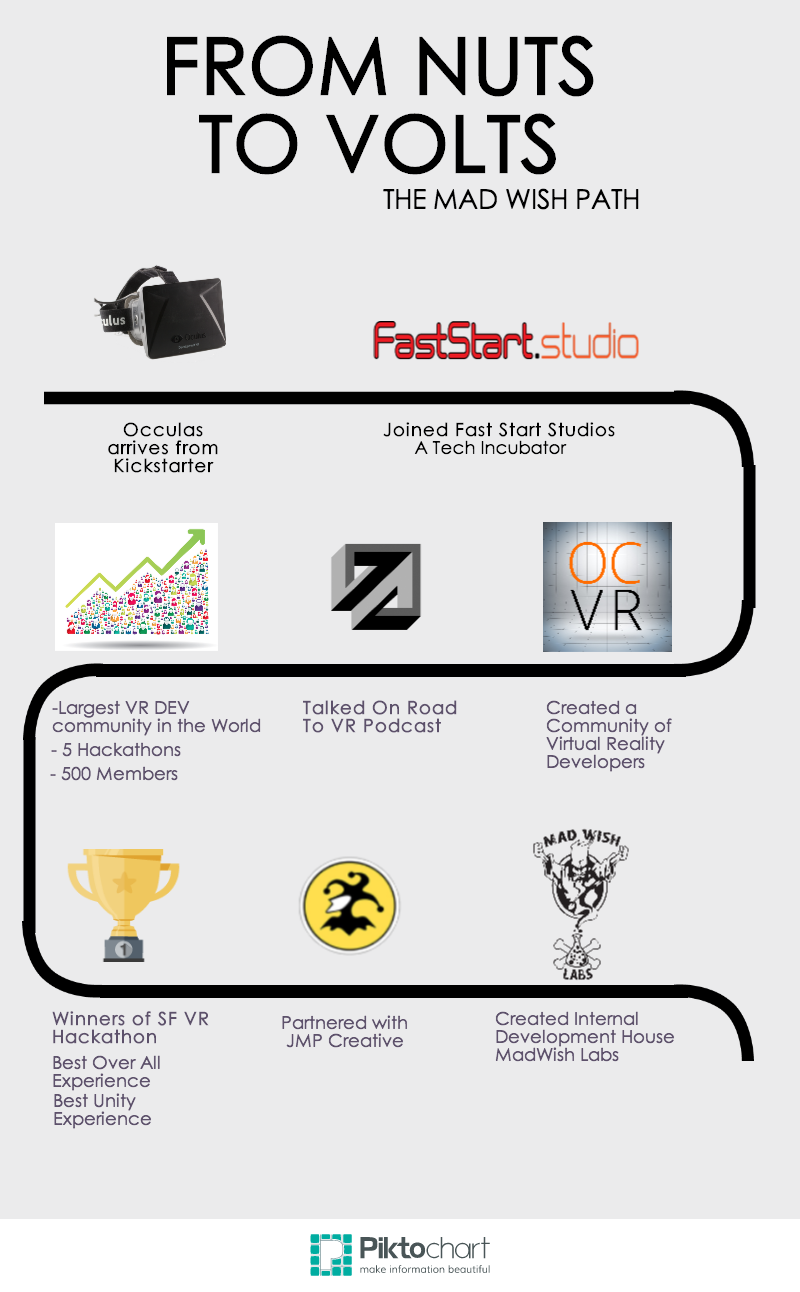 FROM NUTS
TO VOLTS
THE MAD WISH PATH
culus
Oculus
FastStart.studio
Occulas
arrives from
Kickstarter
Joined Fast Start Studios
A Tech Incubator
OC
VR
-Largest VR DEV
community in the World
- 5 Hackathons
- 500 Members
Talked On Road
To VR Podcast
Created a
Community of
Virtual Reality
Developers
1
MAD WISH
LABS
Winners of SF VR
Hackathon
Best Over All
Experience
Best Unity
Experience
Partnered with
JMP Creative
Created Internal
Development House
MadWish Labs
Piktochart
make information beautiful